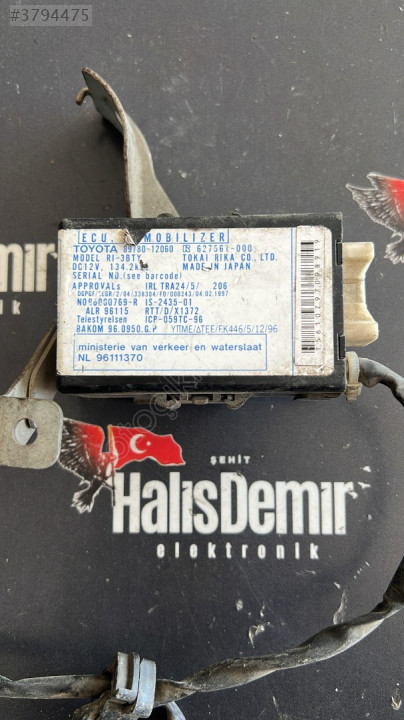 #3794475
ECU. IMMOBILIZER
TOYOTA 89780-12060 627561-000
MODEL RI-3BTY TOKAI RIKA CO., LTD.
DC12V, 134.2k MADE IN JAPAN
SERIAL NO.(see barcode)
APPROVALs IRL TRA24/5/ 206
IS-2435-01
ALR 96115 RTT/D/X1372
Telestyrelsen ICP-059TC-96
BAKOM 96.0950.G.P ΥΠΜΕ/ΔΤΕΕ/FK446/5/12/96
ministerie van verkeer en waterstaat
NL 96111370
ŞEHİT
HalisDemir
elektronik